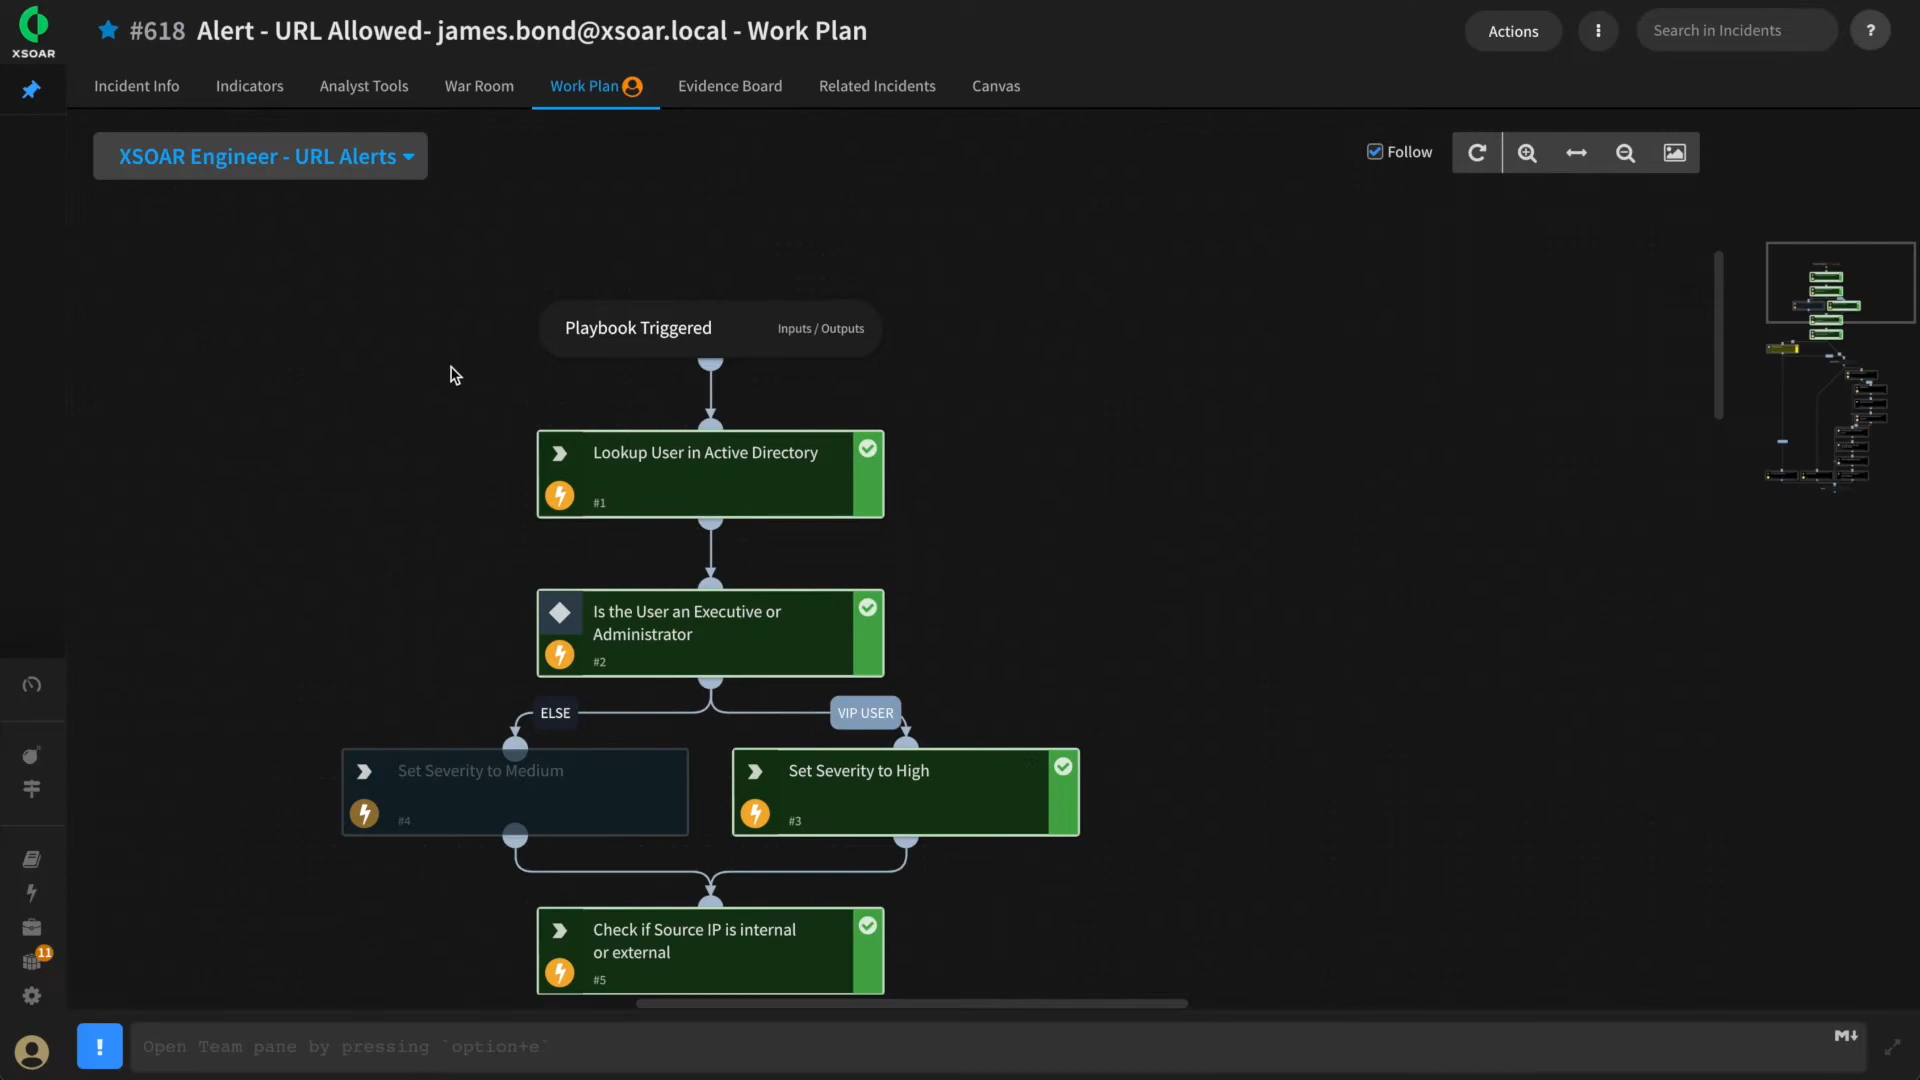 XSOAR
#618 Alert - URL Allowed- james.bond@xsoar.local - Work Plan
Actions
Search in Incidents
?
Incident Info
Indicators
Analyst Tools
War Room
Work Plan
Evidence Board
Related Incidents
Canvas
XSOAR Engineer - URL Alerts
Follow
Playbook Triggered
Inputs / Outputs
Lookup User in Active Directory
#1
Is the User an Executive or
Administrator
#2
ELSE
VIP USER
Set Severity to Medium
#4
Set Severity to High
#3
Check if Source IP is internal
or external
#5
11
!
Open Team pane by pressing `option+e`
M